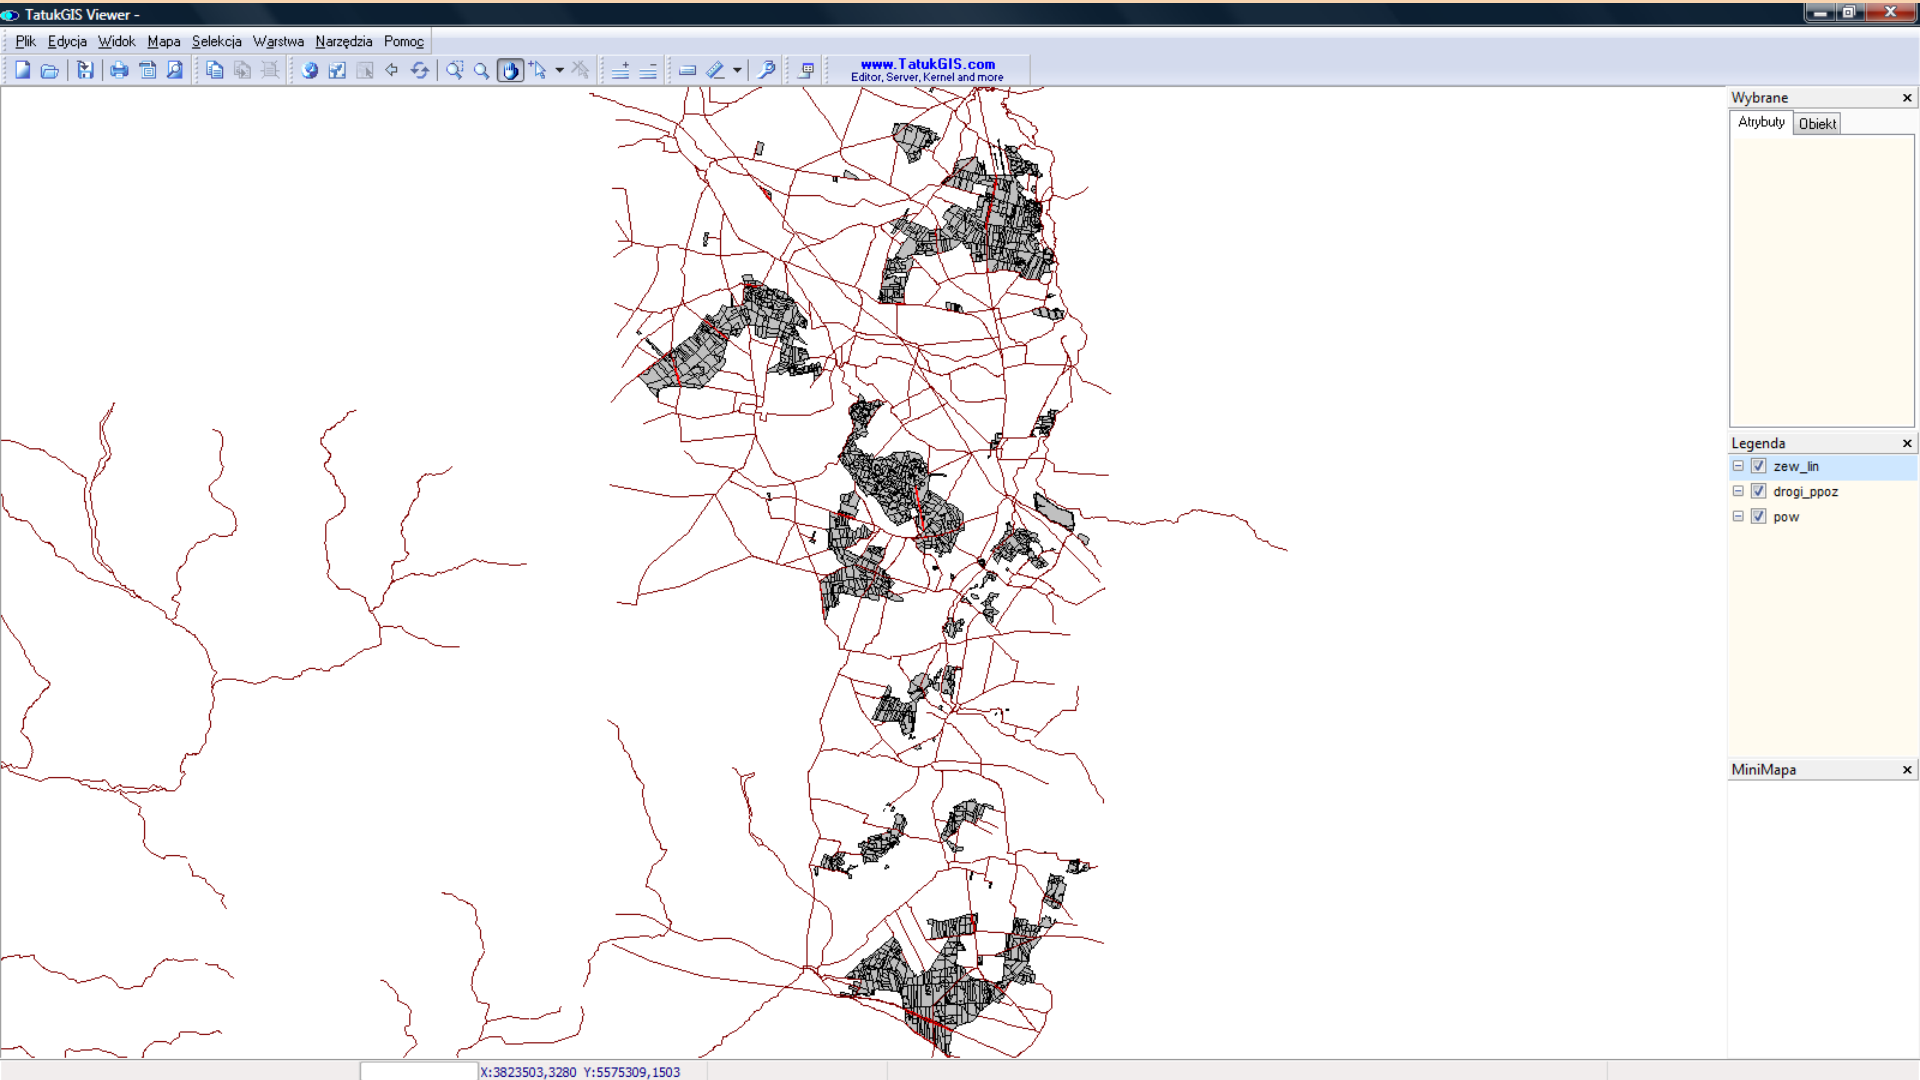 TatukGIS Viewer -
Plik Edycja Widok Mapa Selekcja Warstwa Narzędzia Pomoc
www.TatukGIS.com
Editor, Server, Kernel and more
Wybrane
Atrybuty Obiekt
Legenda
zew_lin
drogi_ppoz
pow
MiniMapa
X:3823503,3280 Y:5575309,1503